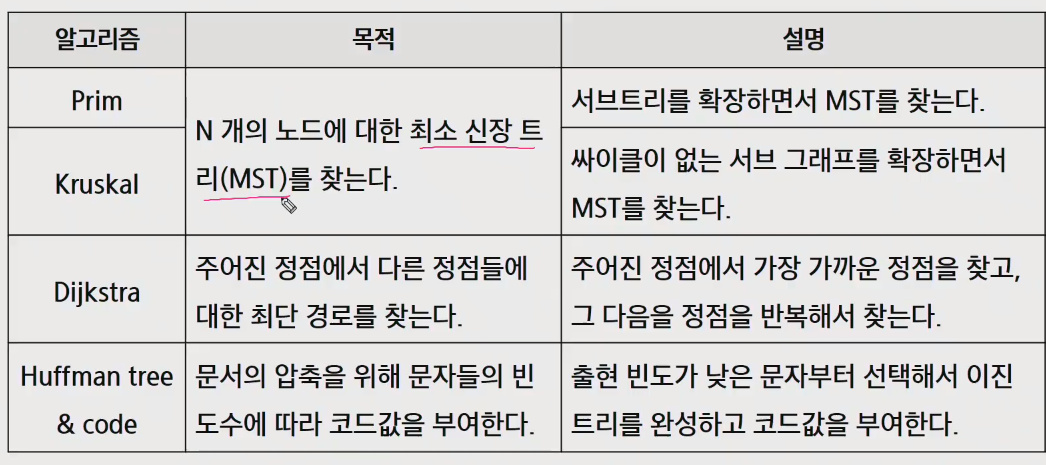 알고리즘 목적 설명
Prim
N 개의 노드에 대한 최소 신장 트
리(MST)를 찾는다.
서브트리를 확장하면서 MST를 찾는다.
Kruskal
싸이클이 없는 서브 그래프를 확장하면서
MST를 찾는다.
Dijkstra
주어진 정점에서 다른 정점들에
대한 최단 경로를 찾는다.
주어진 정점에서 가장 가까운 정점을 찾고,
그 다음을 정점을 반복해서 찾는다.
Huffman tree
& code
문서의 압축을 위해 문자들의 빈
도수에 따라 코드값을 부여한다.
출현 빈도가 낮은 문자부터 선택해서 이진
트리를 완성하고 코드값을 부여한다.